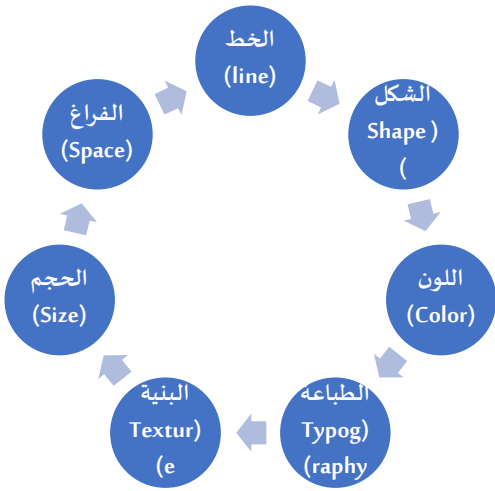 الخط
(line)
الشكل
Shape )
(
اللون
(Color)
الطباعة
Typog)
(raphy
البنية
Textur)
(e
الحجم
(Size)
الفراغ
(Space)